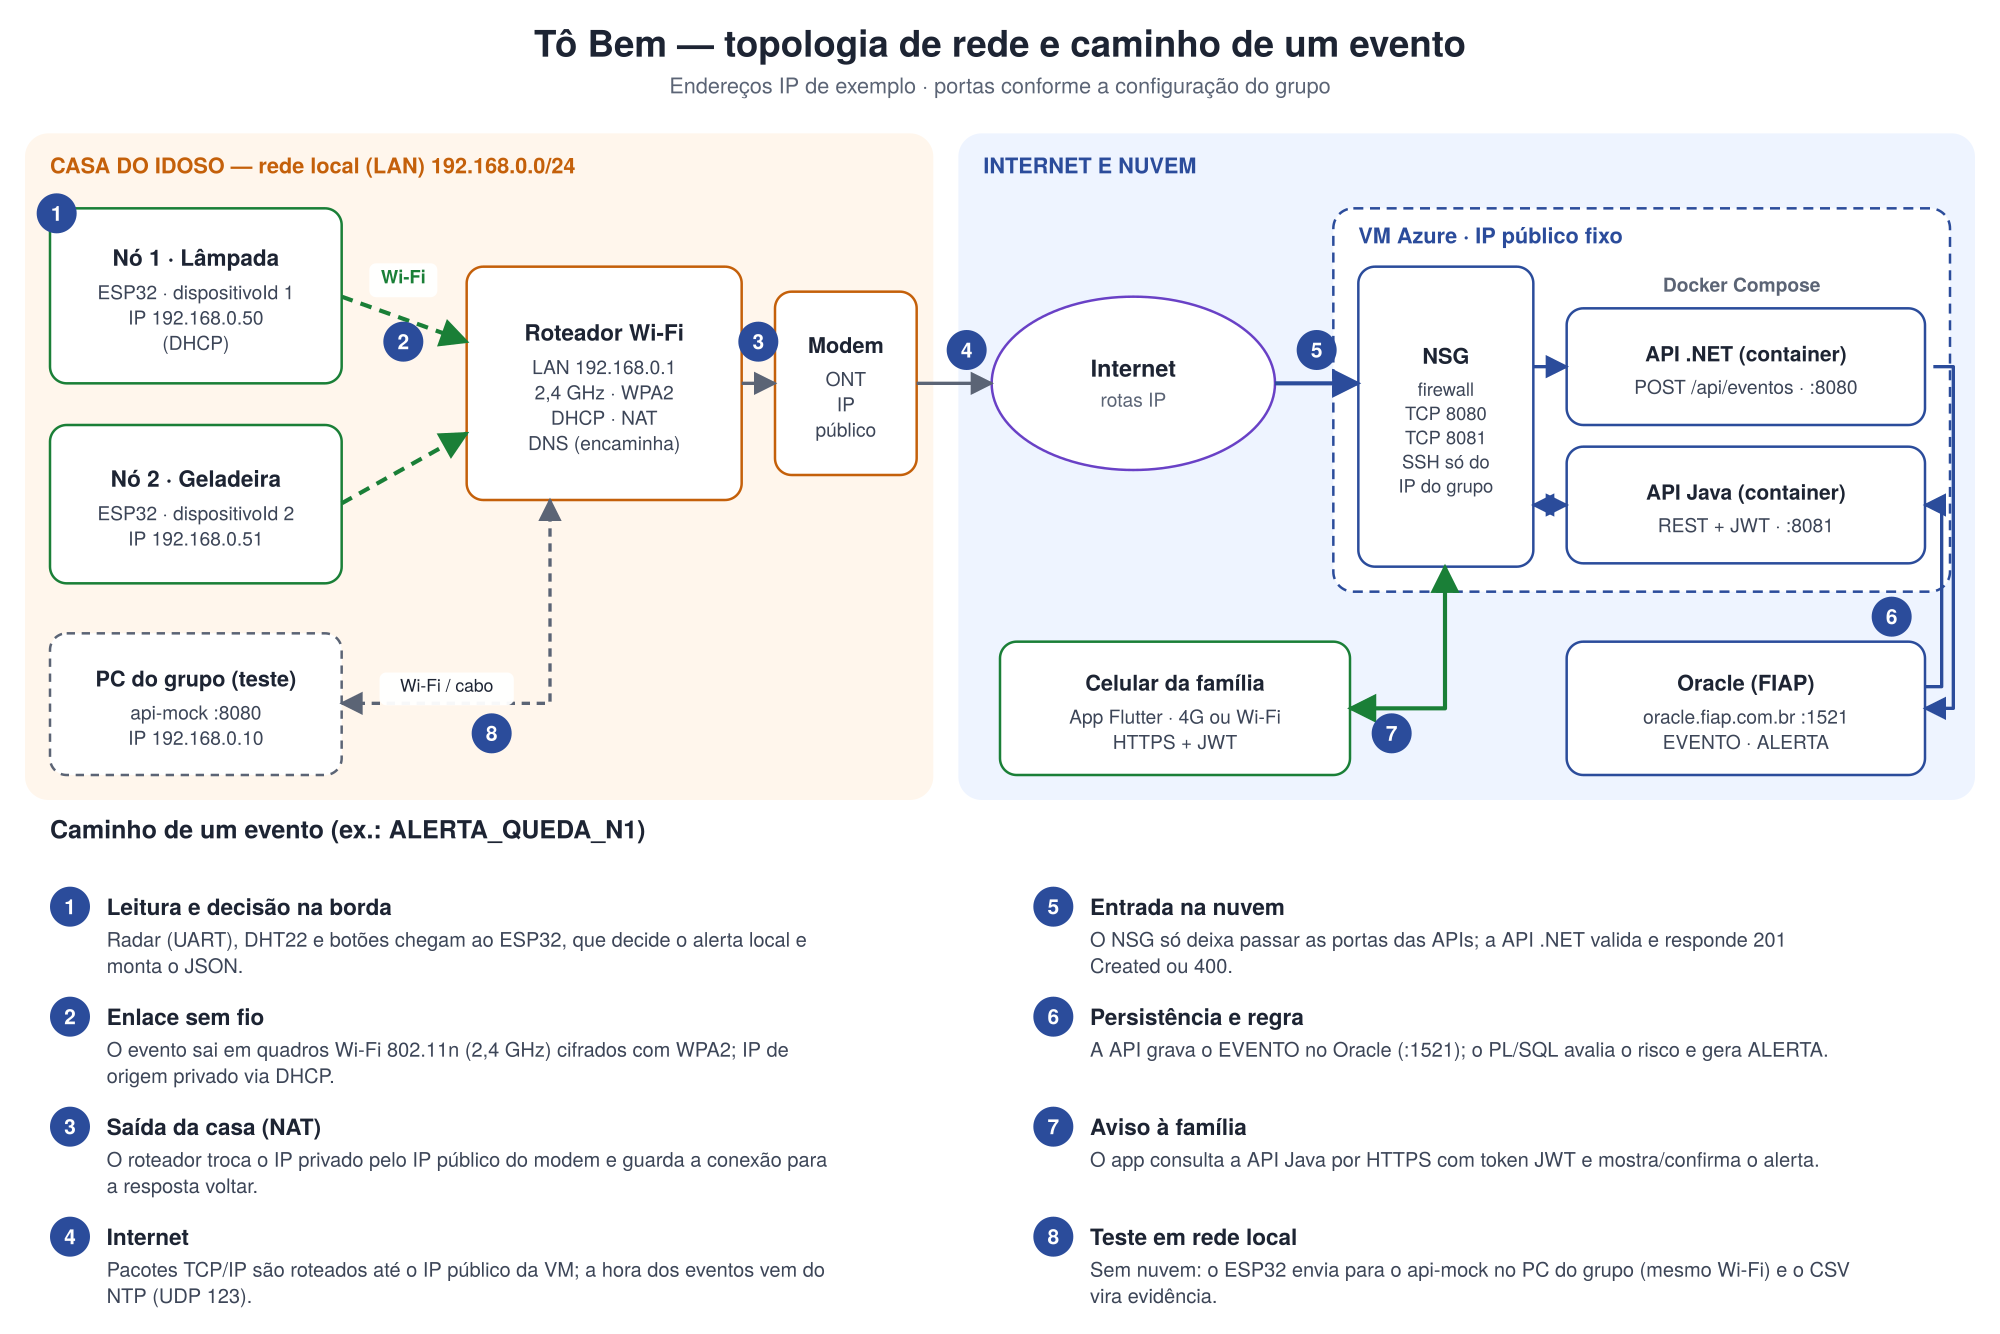 Tô Bem — topologia de rede e caminho de um evento
Endereços IP de exemplo · portas conforme a configuração do grupo
CASA DO IDOSO — rede local (LAN) 192.168.0.0/24
1
Nó 1 · Lâmpada
ESP32 · dispositivoId 1
IP 192.168.0.50
(DHCP)
Wi-Fi
2
Nó 2 · Geladeira
ESP32 · dispositivoId 2
IP 192.168.0.51
Roteador Wi-Fi
LAN 192.168.0.1
2,4 GHz · WPA2
DHCP · NAT
DNS (encaminha)
3
Modem
ONT
IP
público
PC do grupo (teste)
api-mock :8080
IP 192.168.0.10
Wi-Fi / cabo
8
INTERNET E NUVEM
4
Internet
rotas IP
5
VM Azure · IP público fixo
NSG
firewall
TCP 8080
TCP 8081
SSH só do
IP do grupo
Docker Compose
API .NET (container)
POST /api/eventos · :8080
API Java (container)
REST + JWT · :8081
6
Celular da família
App Flutter · 4G ou Wi-Fi
HTTPS + JWT
7
Oracle (FIAP)
oracle.fiap.com.br :1521
EVENTO · ALERTA
Caminho de um evento (ex.: ALERTA_QUEDA_N1)
1
Leitura e decisão na borda
Radar (UART), DHT22 e botões chegam ao ESP32, que decide o alerta local e
monta o JSON.
2
Enlace sem fio
O evento sai em quadros Wi-Fi 802.11n (2,4 GHz) cifrados com WPA2; IP de
origem privado via DHCP.
3
Saída da casa (NAT)
O roteador troca o IP privado pelo IP público do modem e guarda a conexão para
a resposta voltar.
4
Internet
Pacotes TCP/IP são roteados até o IP público da VM; a hora dos eventos vem do
NTP (UDP 123).
5
Entrada na nuvem
O NSG só deixa passar as portas das APIs; a API .NET valida e responde 201
Created ou 400.
6
Persistência e regra
A API grava o EVENTO no Oracle (:1521); o PL/SQL avalia o risco e gera ALERTA.
7
Aviso à família
O app consulta a API Java por HTTPS com token JWT e mostra/confirma o alerta.
8
Teste em rede local
Sem nuvem: o ESP32 envia para o api-mock no PC do grupo (mesmo Wi-Fi) e o CSV
vira evidência.